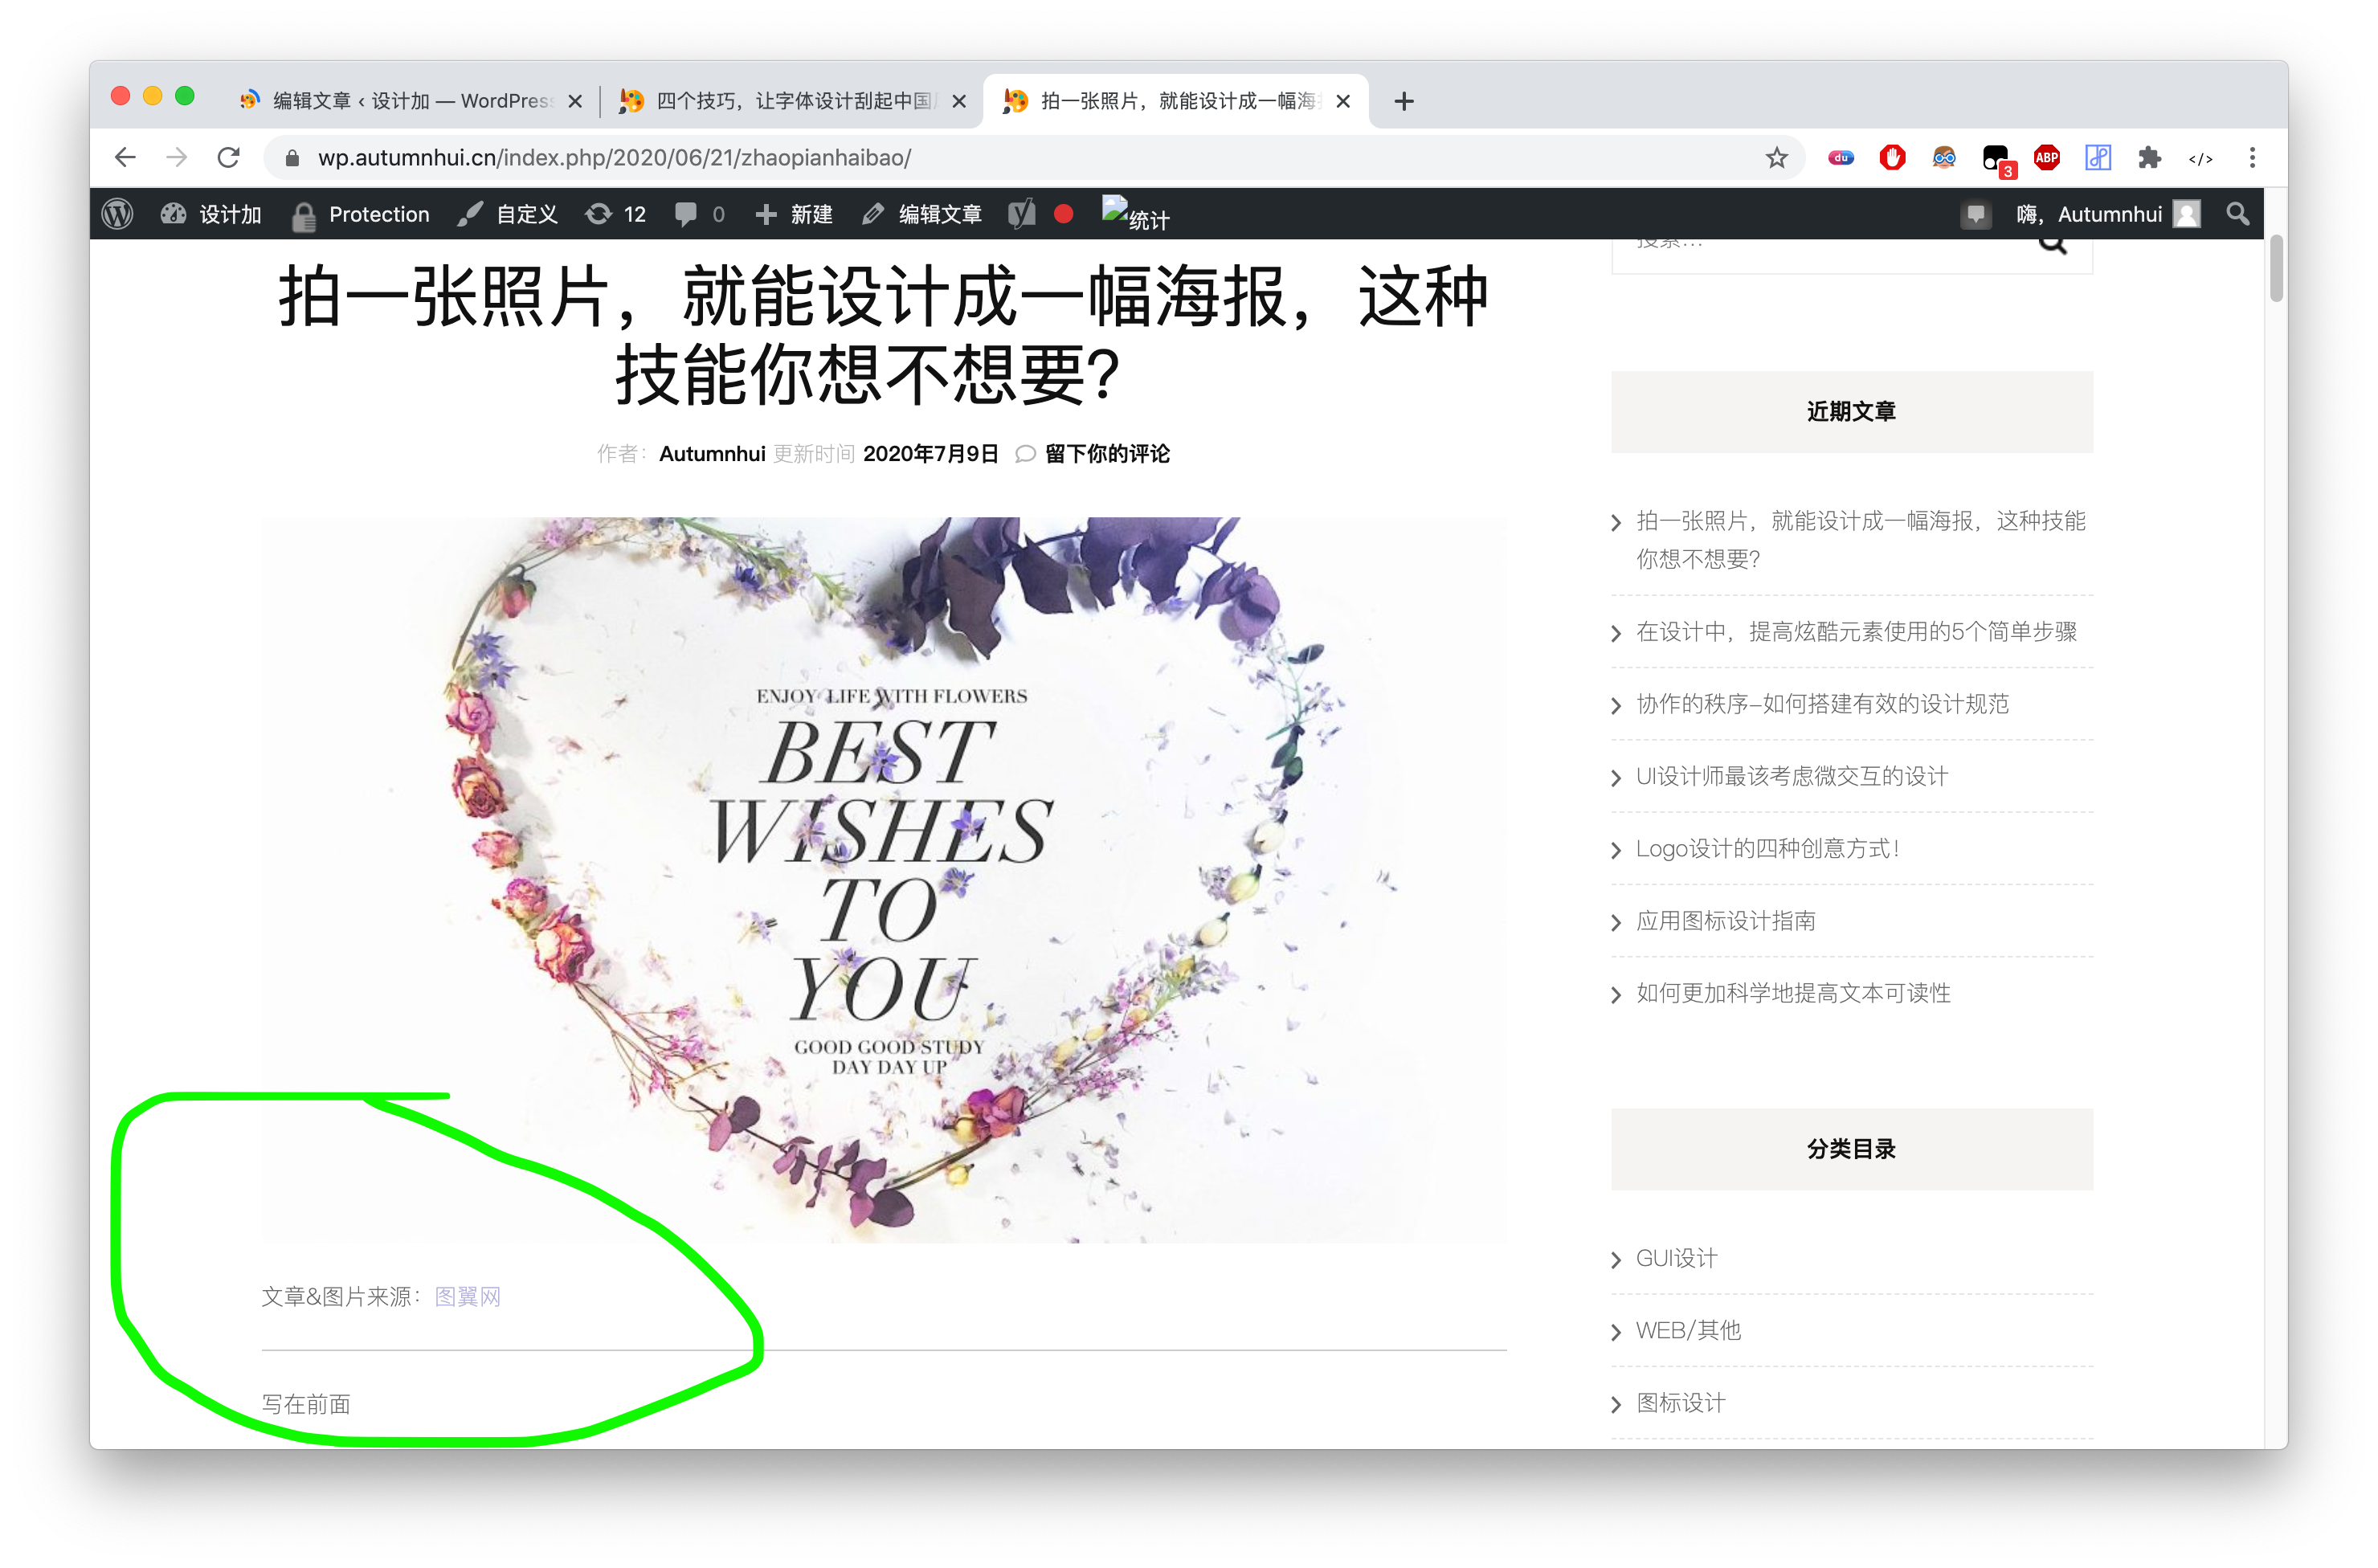 编辑文章 ‹ 设计加 — WordPress
四个技巧，让字体设计刮起中国
拍一张照片，就能设计成一幅海
wp.autumnhui.cn/index.php/2020/06/21/zhaopianhaibao/
du
3
ABP
</>
设计加 Protection 自定义 12 0 新建 编辑文章 统计 嗨，Autumnhui
搜索…
拍一张照片，就能设计成一幅海报，这种
技能你想不想要？
作者： Autumnhui 更新时间 2020年7月9日 留下你的评论
ENJOY LIFE WITH FLOWERS
BEST
WISHES
TO
YOU
GOOD GOOD STUDY
DAY DAY UP
文章&图片来源：图翼网
写在前面
近期文章
拍一张照片，就能设计成一幅海报，这种技能
你想不想要？
在设计中，提高炫酷元素使用的5个简单步骤
协作的秩序–如何搭建有效的设计规范
UI设计师最该考虑微交互的设计
Logo设计的四种创意方式！
应用图标设计指南
如何更加科学地提高文本可读性
分类目录
GUI设计
WEB/其他
图标设计